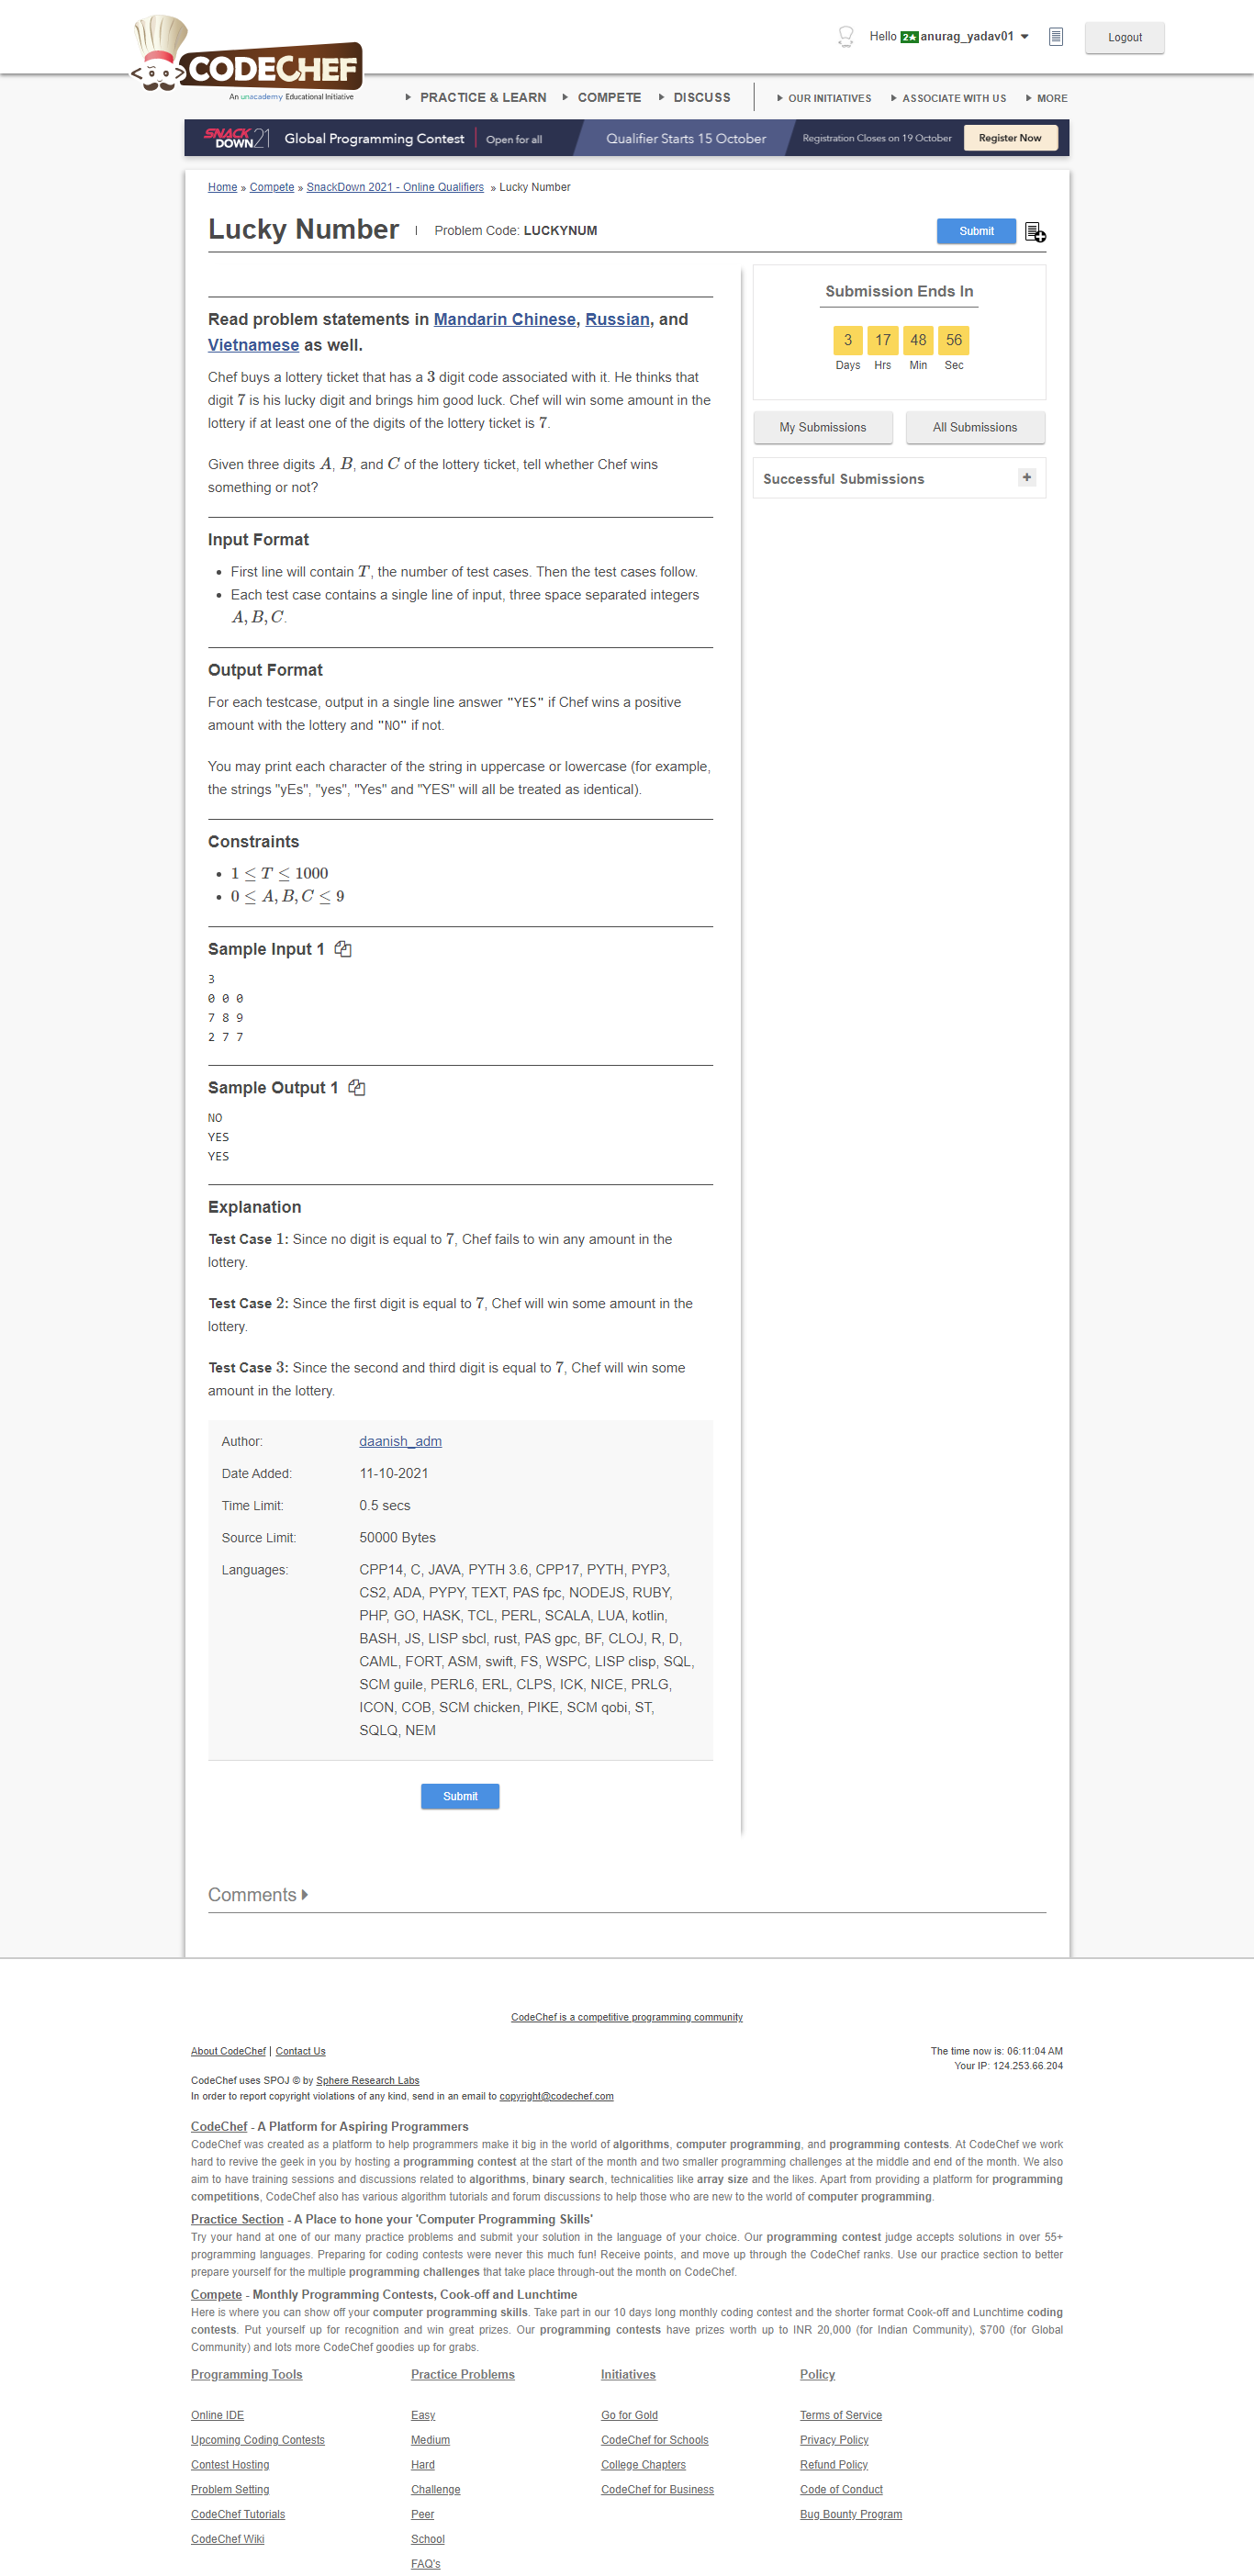 Hello 2★ anurag_yadav01
Logout
CODECHEF
An unacademy Educational Initiative
PRACTICE & LEARN COMPETE DISCUSS OUR INITIATIVES ASSOCIATE WITH US MORE
SNACK DOWN 21 Global Programming Contest Open for all Qualifier Starts 15 October Registration Closes on 19 October Register Now
Home » Compete » SnackDown 2021 - Online Qualifiers » Lucky Number
Lucky Number Problem Code: LUCKYNUM Submit
Read problem statements in Mandarin Chinese, Russian, and
Vietnamese as well.
Chef buys a lottery ticket that has a 3 digit code associated with it. He thinks that
digit 7 is his lucky digit and brings him good luck. Chef will win some amount in the
lottery if at least one of the digits of the lottery ticket is 7.
Given three digits A, B, and C of the lottery ticket, tell whether Chef wins
something or not?
Input Format
• First line will contain T, the number of test cases. Then the test cases follow.
• Each test case contains a single line of input, three space separated integers
A, B, C.
Output Format
For each testcase, output in a single line answer "YES" if Chef wins a positive
amount with the lottery and "NO" if not.
You may print each character of the string in uppercase or lowercase (for example,
the strings "yEs", "yes", "Yes" and "YES" will all be treated as identical).
Constraints
• 1 ≤ T ≤ 1000
• 0 ≤ A, B, C ≤ 9
Sample Input 1
3
0 0 0
7 8 9
2 7 7
Sample Output 1
NO
YES
YES
Explanation
Test Case 1: Since no digit is equal to 7, Chef fails to win any amount in the
lottery.
Test Case 2: Since the first digit is equal to 7, Chef will win some amount in the
lottery.
Test Case 3: Since the second and third digit is equal to 7, Chef will win some
amount in the lottery.
Author: daanish_adm
Date Added: 11-10-2021
Time Limit: 0.5 secs
Source Limit: 50000 Bytes
Languages: CPP14, C, JAVA, PYTH 3.6, CPP17, PYTH, PYP3,
CS2, ADA, PYPY, TEXT, PAS fpc, NODEJS, RUBY,
PHP, GO, HASK, TCL, PERL, SCALA, LUA, kotlin,
BASH, JS, LISP sbcl, rust, PAS gpc, BF, CLOJ, R, D,
CAML, FORT, ASM, swift, FS, WSPC, LISP clisp, SQL,
SCM guile, PERL6, ERL, CLPS, ICK, NICE, PRLG,
ICON, COB, SCM chicken, PIKE, SCM qobi, ST,
SQLQ, NEM
Submit
Submission Ends In
3 17 48 56
Days Hrs Min Sec
My Submissions All Submissions
Successful Submissions +
Comments
CodeChef is a competitive programming community
About CodeChef | Contact Us
The time now is: 06:11:04 AM
Your IP: 124.253.66.204
CodeChef uses SPOJ © by Sphere Research Labs
In order to report copyright violations of any kind, send in an email to copyright@codechef.com
CodeChef - A Platform for Aspiring Programmers
CodeChef was created as a platform to help programmers make it big in the world of algorithms, computer programming, and programming contests. At CodeChef we work
hard to revive the geek in you by hosting a programming contest at the start of the month and two smaller programming challenges at the middle and end of the month. We also
aim to have training sessions and discussions related to algorithms, binary search, technicalities like array size and the likes. Apart from providing a platform for programming
competitions, CodeChef also has various algorithm tutorials and forum discussions to help those who are new to the world of computer programming.
Practice Section - A Place to hone your 'Computer Programming Skills'
Try your hand at one of our many practice problems and submit your solution in the language of your choice. Our programming contest judge accepts solutions in over 55+
programming languages. Preparing for coding contests were never this much fun! Receive points, and move up through the CodeChef ranks. Use our practice section to better
prepare yourself for the multiple programming challenges that take place through-out the month on CodeChef.
Compete - Monthly Programming Contests, Cook-off and Lunchtime
Here is where you can show off your computer programming skills. Take part in our 10 days long monthly coding contest and the shorter format Cook-off and Lunchtime coding
contests. Put yourself up for recognition and win great prizes. Our programming contests have prizes worth up to INR 20,000 (for Indian Community), $700 (for Global
Community) and lots more CodeChef goodies up for grabs.
Programming Tools
Online IDE
Upcoming Coding Contests
Contest Hosting
Problem Setting
CodeChef Tutorials
CodeChef Wiki
Practice Problems
Easy
Medium
Hard
Challenge
Peer
School
FAQ's
Initiatives
Go for Gold
CodeChef for Schools
College Chapters
CodeChef for Business
Policy
Terms of Service
Privacy Policy
Refund Policy
Code of Conduct
Bug Bounty Program